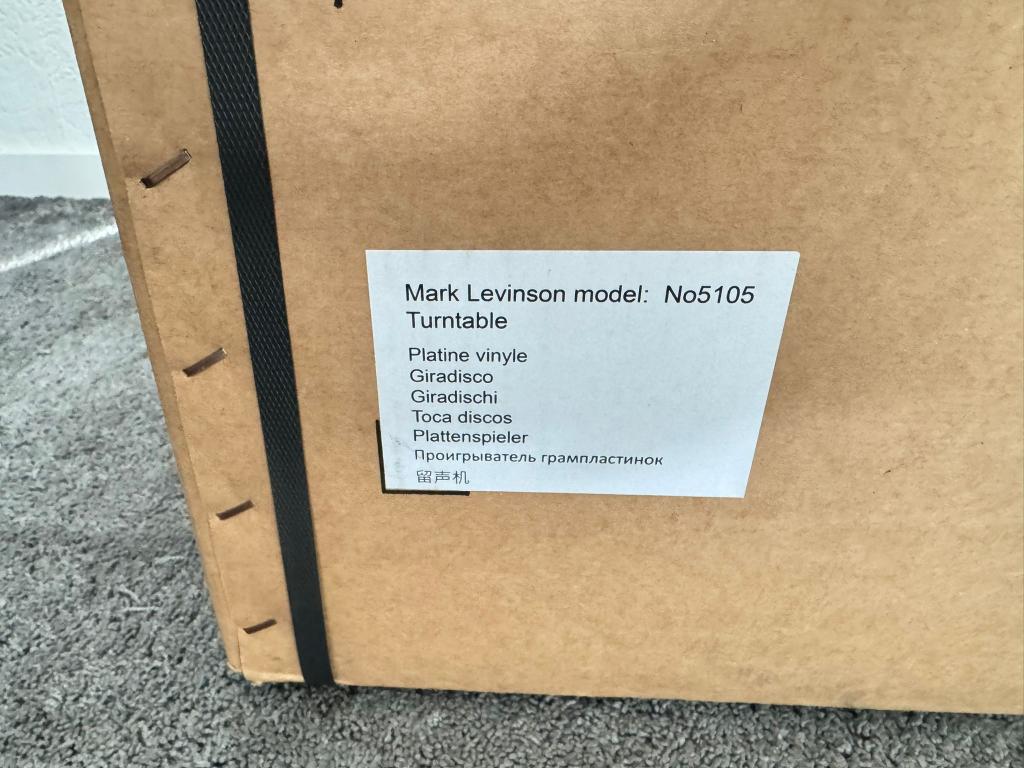 Mark Levinson model: No5105
Turntable
Platine vinyle
Giradisco
Giradischi
Toca discos
Plattenspieler
Проигрыватель грампластинок
留声机